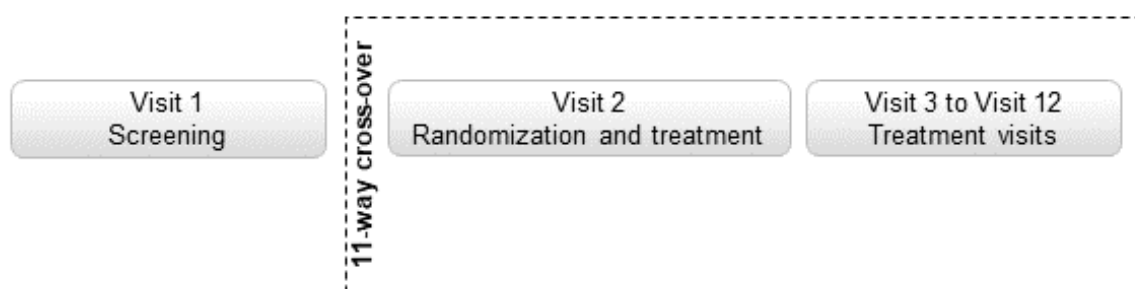 Visit 1
Screening
11-way cross-over
Visit 2
Randomization and treatment
Visit 3 to Visit 12
Treatment visits